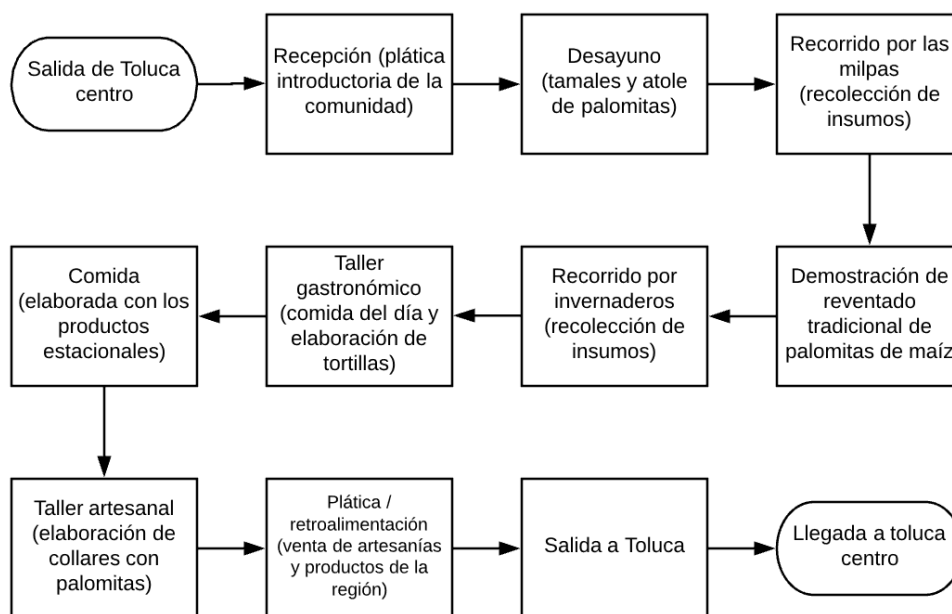 Salida de Toluca
centro
Recepción (plática
introductoria de la
comunidad)
Desayuno
(tamales y atole
de palomitas)
Recorrido por las
milpas
(recolección de
insumos)
Demostración de
reventado
tradicional de
palomitas de maíz
Recorrido por
invernaderos
(recolección de
insumos)
Taller
gastronómico
(comida del día y
elaboración de
tortillas)
Comida
(elaborada con los
productos
estacionales)
Taller artesanal
(elaboración de
collares con
palomitas)
Plática /
retroalimentación
(venta de artesanías
y productos de la
región)
Salida a Toluca
Llegada a toluca
centro